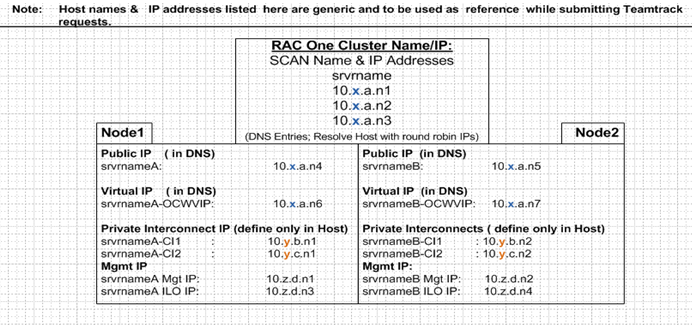 Note: Host names & IP addresses listed here are generic and to be used as reference while submitting Teamtrack
requests.
RAC One Cluster Name/IP:
SCAN Name & IP Addresses
srvrname
10.x.a.n1
10.x.a.n2
10.x.a.n3
(DNS Entries; Resolve Host with round robin IPs)
Node1
Node2
Public IP ( in DNS)
srvrnameA: 10.x.a.n4
Virtual IP ( in DNS)
srvrnameA-OCWVIP: 10.x.a.n6
Private Interconnect IP (define only in Host)
srvrnameA-CI1 : 10.y.b.n1
srvrnameA-CI2 : 10.y.c.n1
Mgmt IP
srvrnameA Mgt IP: 10.z.d.n1
srvrnameA ILO IP: 10.z.d.n3
Public IP (in DNS)
srvrnameB: 10.x.a.n5
Virtual IP (in DNS)
srvrnameB-OCWVIP: 10.x.a.n7
Private Interconnects ( define only in Host)
srvrnameB-CI1 : 10.y.b.n2
srvrnameB-CI2 : 10.y.c.n2
Mgmt IP:
srvrnameB Mgt IP: 10.z.d.n2
srvrnameB ILO IP: 10.z.d.n4